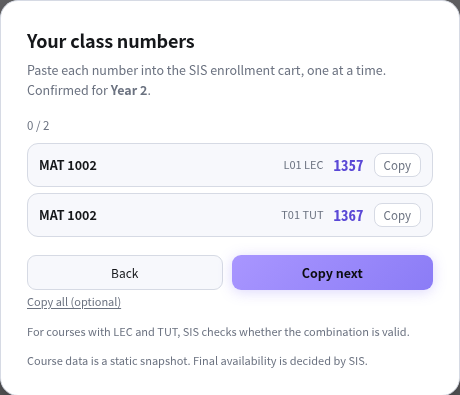 Your class numbers
Paste each number into the SIS enrollment cart, one at a time.
Confirmed for Year 2.
0 / 2
MAT 1002 L01 LEC 1357 Copy
MAT 1002 T01 TUT 1367 Copy
Back Copy next
Copy all (optional)
For courses with LEC and TUT, SIS checks whether the combination is valid.
Course data is a static snapshot. Final availability is decided by SIS.